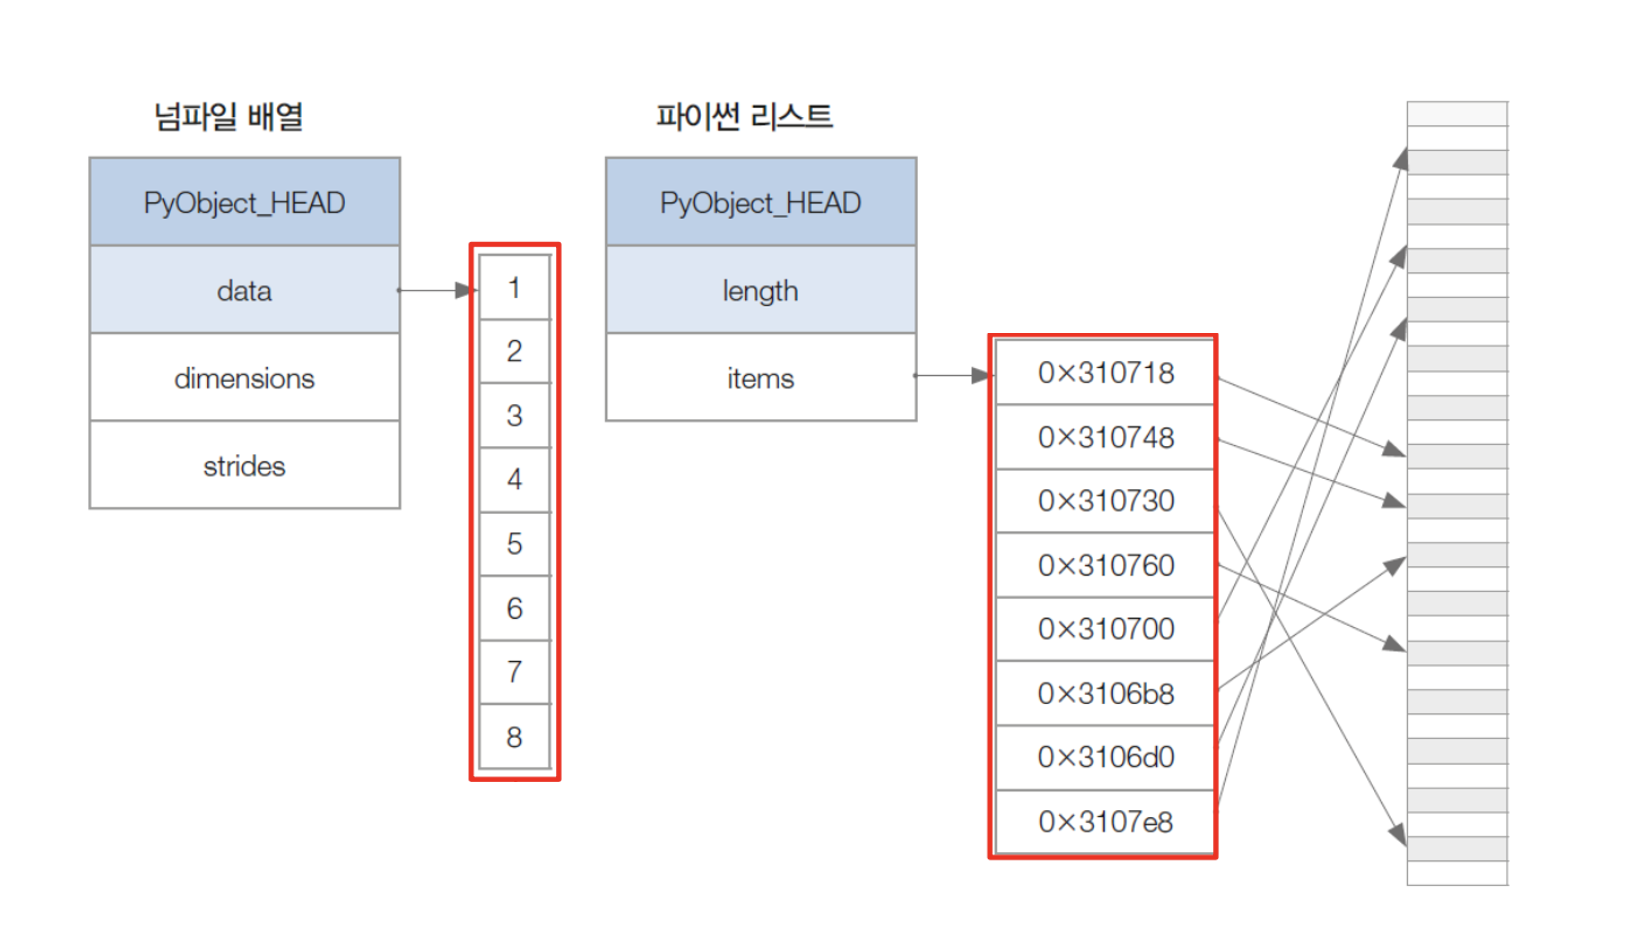 넘파일 배열
PyObject_HEAD
data
dimensions
strides
1
2
3
4
5
6
7
8
파이썬 리스트
PyObject_HEAD
length
items
0×310718
0×310748
0×310730
0×310760
0×310700
0×3106b8
0×3106d0
0×3107e8